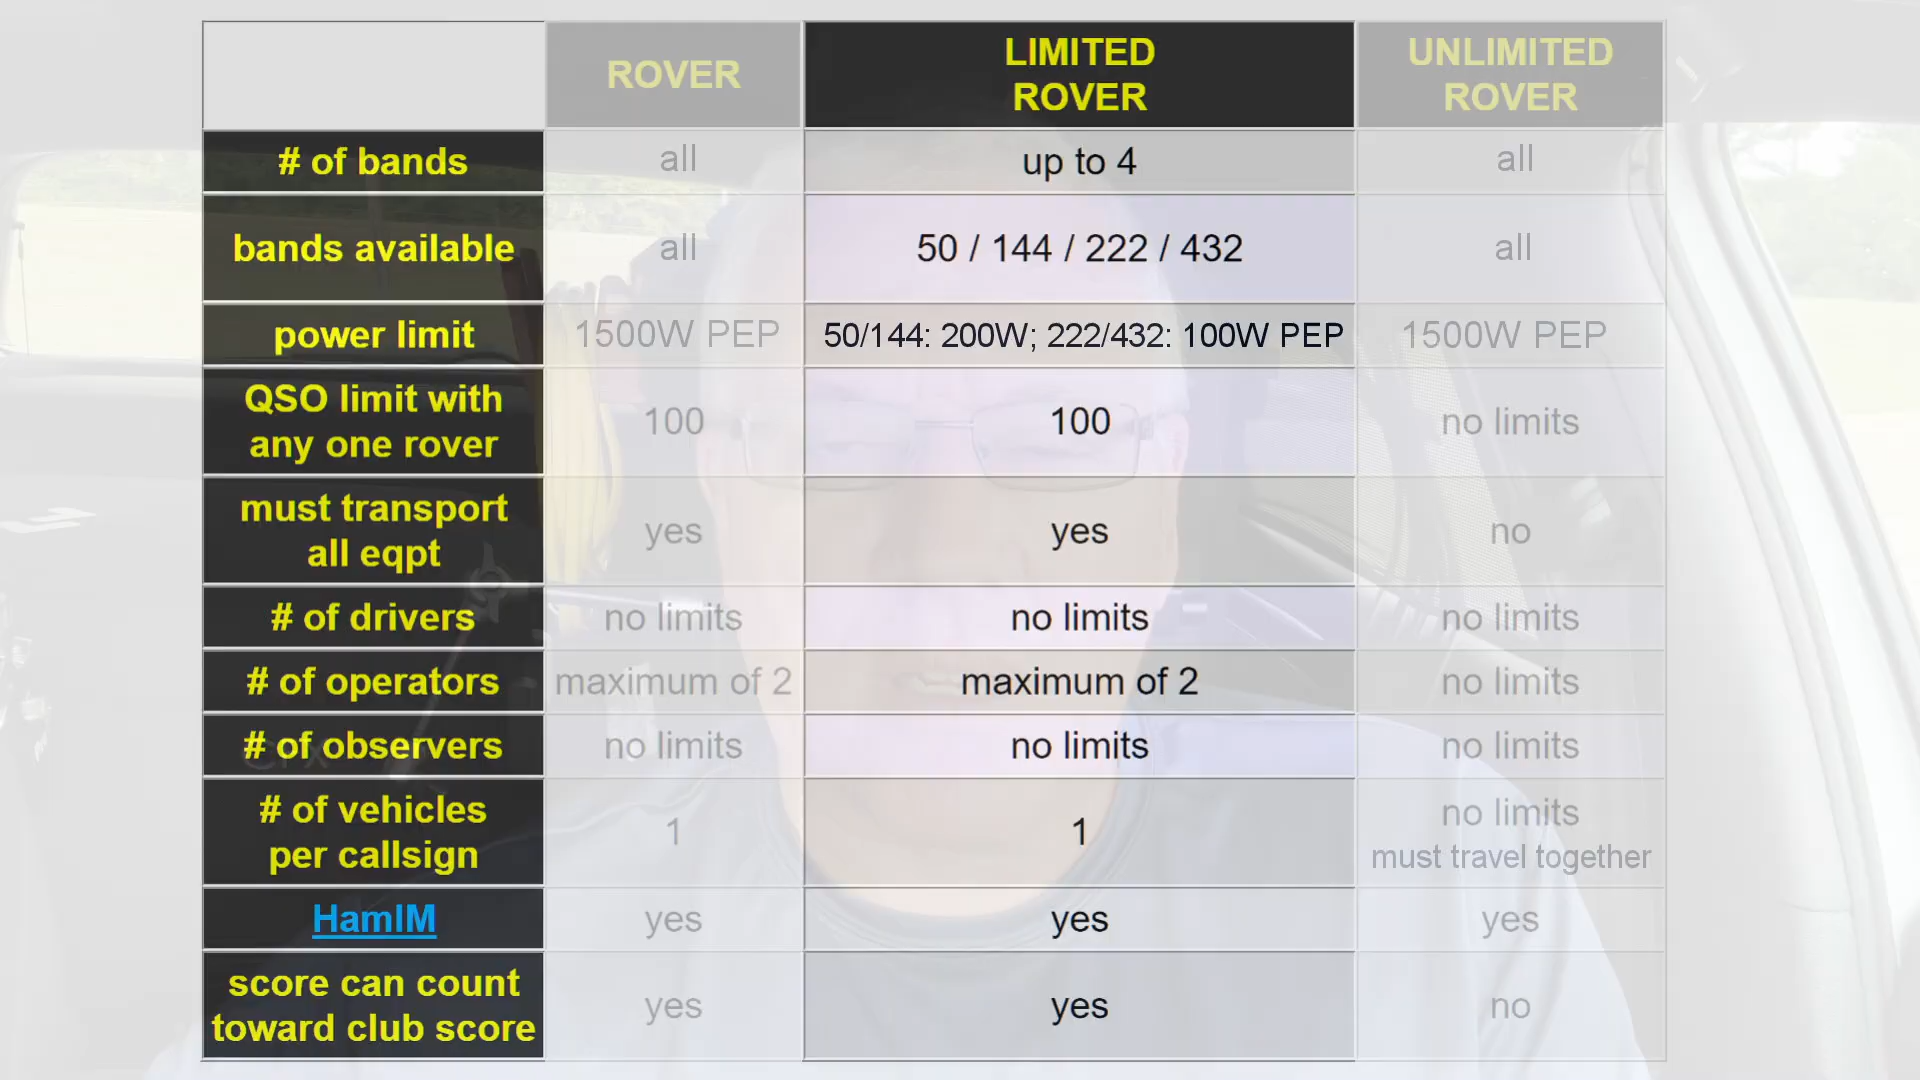 ROVER
LIMITED
ROVER
UNLIMITED
ROVER
# of bands
all
up to 4
all
bands available
all
50 / 144 / 222 / 432
all
power limit
1500W PEP
50/144: 200W; 222/432: 100W PEP
1500W PEP
QSO limit with
any one rover
100
100
no limits
must transport
all eqpt
yes
yes
no
# of drivers
no limits
no limits
no limits
# of operators
maximum of 2
maximum of 2
no limits
# of observers
no limits
no limits
no limits
# of vehicles
per callsign
1
1
no limits
must travel together
HamIM
yes
yes
yes
score can count
toward club score
yes
yes
no